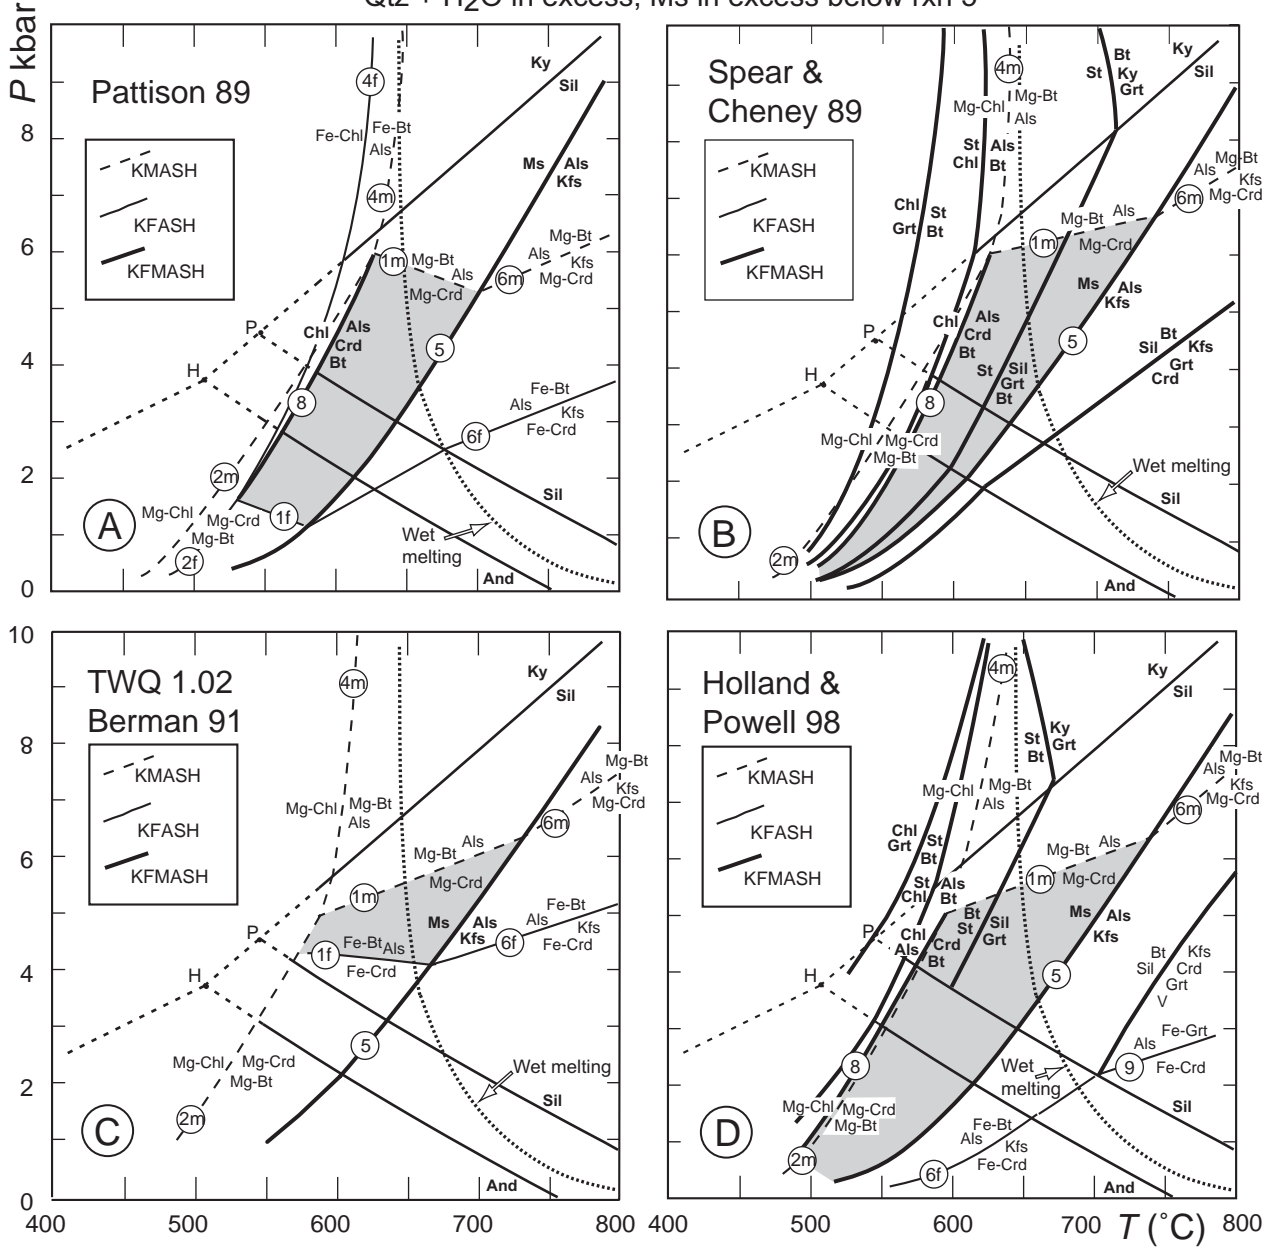 Qtz + H2O in excess; Ms in excess below rxn 5
P kbar
Pattison 89
KMASH
KFASH
KFMASH
4f
Fe-Chl
Fe-Bt
Als
4m
Ky
Sil
Ms
Als
Kfs
1m
Mg-Bt
Als
Mg-Crd
6m
Mg-Bt
Als
Kfs
Mg-Crd
P
H
Chl
Als
Crd
Bt
5
8
Fe-Bt
Als
Kfs
Fe-Crd
6f
2m
Mg-Chl
Mg-Crd
Mg-Bt
1f
2f
Wet
melting
Sil
And
A
8
6
4
2
0
Spear &
Cheney 89
KMASH
KFASH
KFMASH
4m
Mg-Chl
Mg-Bt
Als
St
Chl
Als
Bt
Chl
Grt
St
Bt
St
Bt
Ky
Grt
Ky
Sil
Mg-Bt
Als
Kfs
Mg-Crd
6m
1m
Mg-Bt
Als
Mg-Crd
Ms
Als
Kfs
5
P
H
Chl
Als
Crd
Bt
St
Sil
Grt
Bt
8
Bt
Sil
Kfs
Grt
Crd
Mg-Chl
Mg-Crd
Mg-Bt
Wet melting
Sil
And
2m
B
10
8
6
4
2
0
TWQ 1.02
Berman 91
KMASH
KFASH
KFMASH
4m
Mg-Chl
Mg-Bt
Als
Ky
Sil
Mg-Bt
Als
Kfs
Mg-Crd
6m
1m
Mg-Bt
Als
Mg-Crd
Ms
Als
Kfs
P
H
1f
Fe-Bt
Als
Fe-Crd
6f
Fe-Bt
Als
Kfs
Fe-Crd
5
Mg-Chl
Mg-Crd
Mg-Bt
2m
Wet melting
Sil
And
C
400
500
600
700
800
Holland &
Powell 98
KMASH
KFASH
KFMASH
4m
Mg-Chl
Mg-Bt
Als
St
Bt
Ky
Grt
Ky
Sil
Mg-Bt
Als
Kfs
Mg-Crd
6m
Chl
Grt
St
Bt
St
Chl
Als
Bt
1m
Mg-Bt
Als
Mg-Crd
Ms
Als
Kfs
P
H
Chl
Als
Crd
Bt
Bt
St
Sil
Grt
5
8
Bt
Sil
Kfs
Crd
Grt
V
Fe-Grt
Als
Fe-Crd
9
Wet
melting
Mg-Chl
Mg-Crd
Mg-Bt
2m
Fe-Bt
Als
Kfs
Fe-Crd
6f
Sil
And
D
500
600
700
T (°C)
800